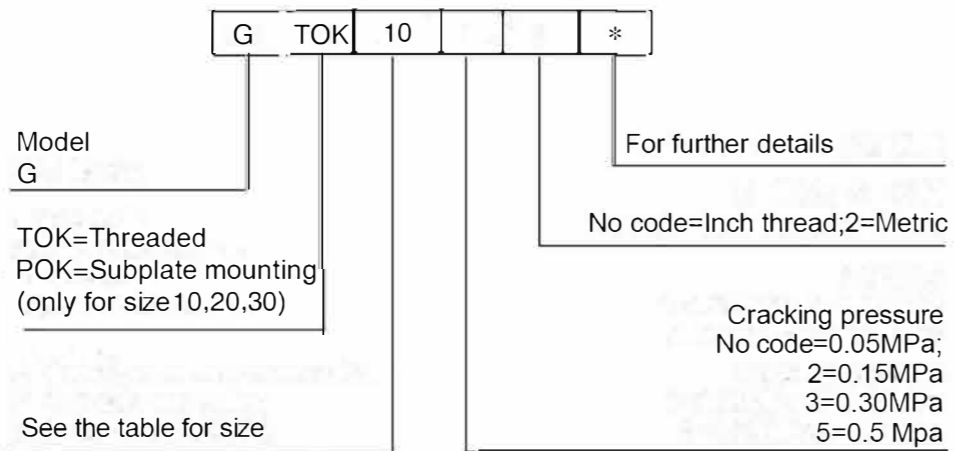 G TOK 10 *
Model
G
For further details
No code=Inch thread;2=Metric
TOK=Threaded
POK=Subplate mounting
(only for size10,20,30)
Cracking pressure
No code=0.05MPa;
2=0.15MPa
3=0.30MPa
5=0.5 Mpa
See the table for size